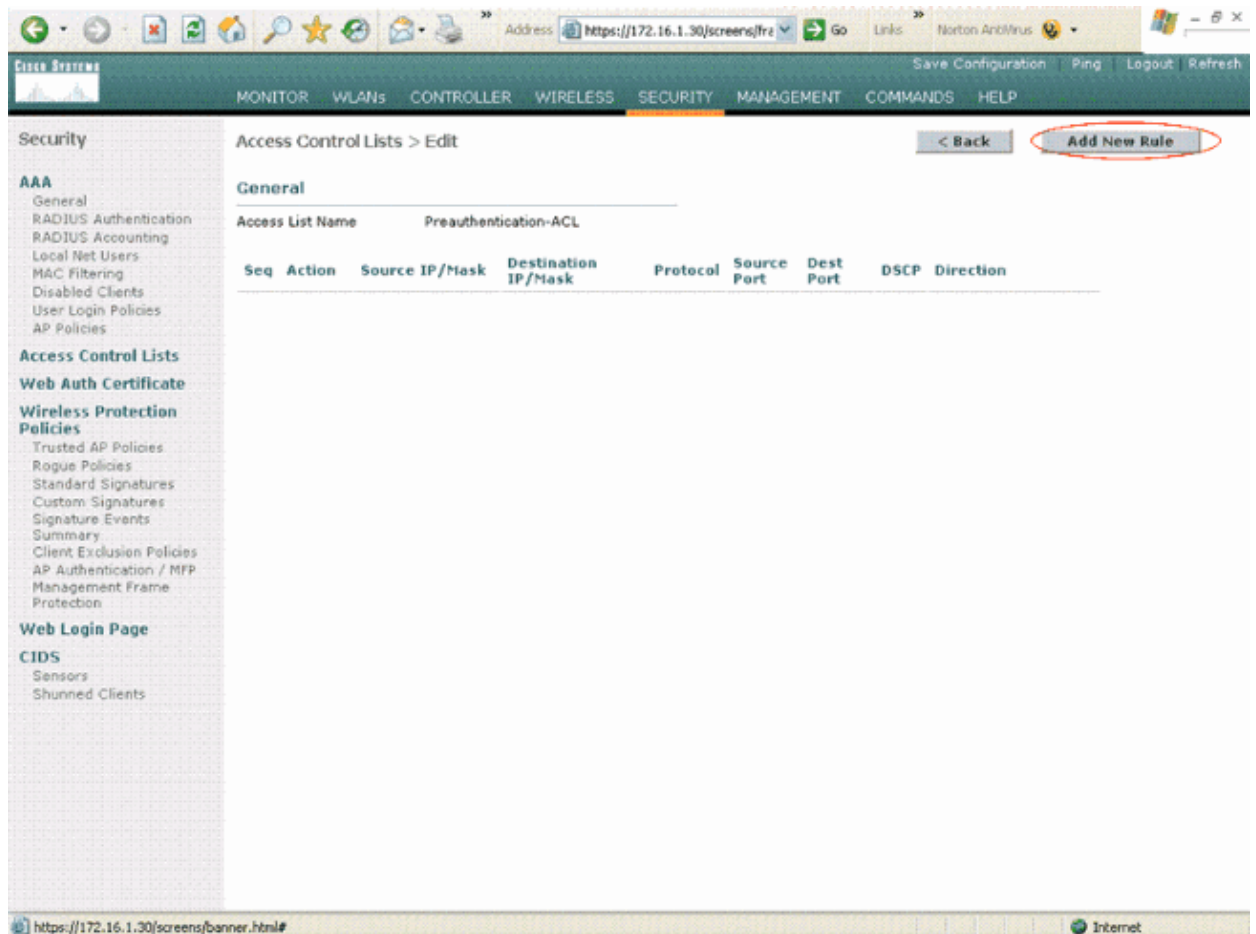 »
Address https://172.16.1.30/screens/fra Go Links » Norton AntiVirus
CISCO SYSTEMS
Save Configuration | Ping | Logout | Refresh
MONITOR WLANs CONTROLLER WIRELESS SECURITY MANAGEMENT COMMANDS HELP
Security
Access Control Lists > Edit
< Back
Add New Rule
AAA
General
RADIUS Authentication
RADIUS Accounting
Local Net Users
MAC Filtering
Disabled Clients
User Login Policies
AP Policies
Access Control Lists
Web Auth Certificate
Wireless Protection
Policies
Trusted AP Policies
Rogue Policies
Standard Signatures
Custom Signatures
Signature Events
Summary
Client Exclusion Policies
AP Authentication / MFP
Management Frame
Protection
Web Login Page
CIDS
Sensors
Shunned Clients
General
Access List Name Preauthentication-ACL
Seq Action Source IP/Mask Destination IP/Mask Protocol Source Port Dest Port DSCP Direction
https://172.16.1.30/screens/banner.html#
Internet